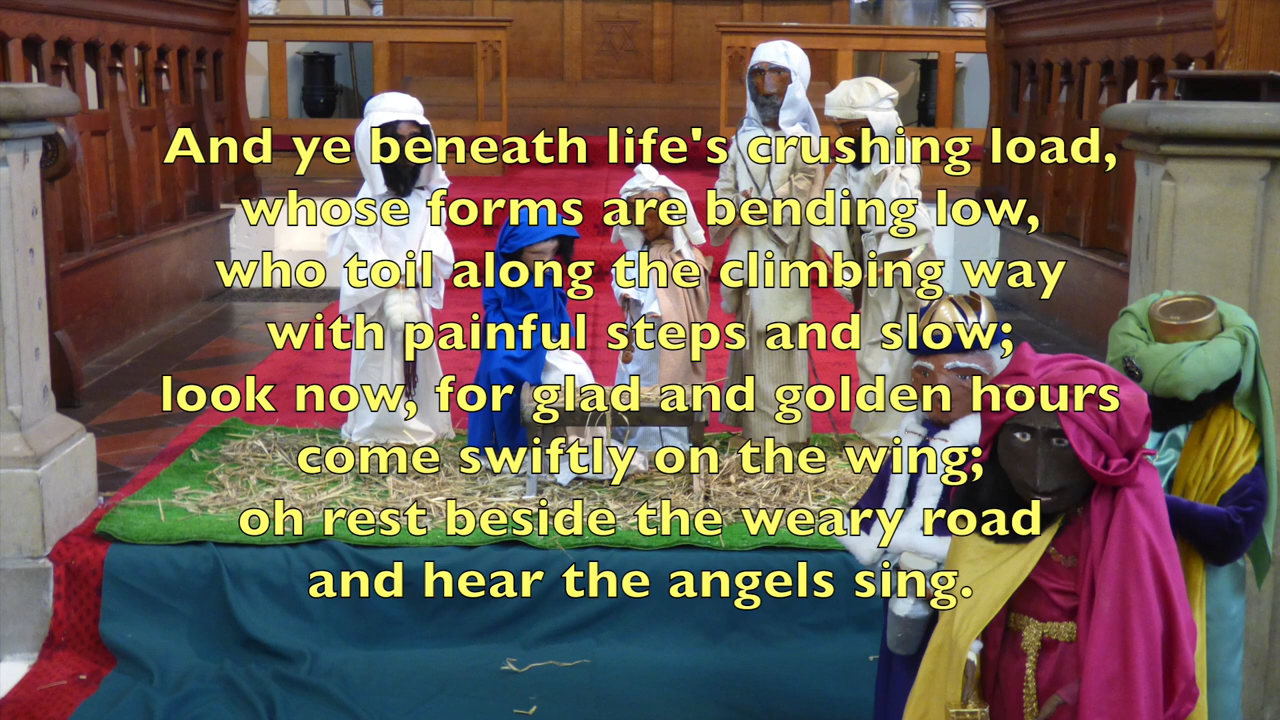 And ye beneath life's crushing load,
whose forms are bending low,
who toil along the climbing way
with painful steps and slow;
look now, for glad and golden hours
come swiftly on the wing;
oh rest beside the weary road
and hear the angels sing.